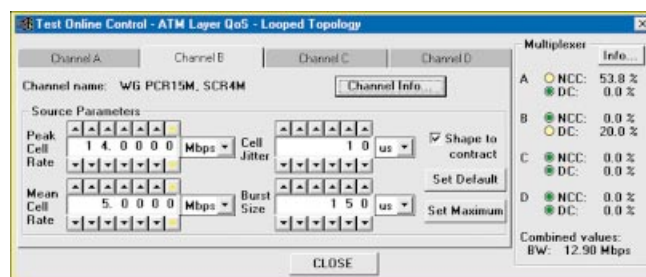 Test Online Control - ATM Layer QoS - Looped Topology
Channel A
Channel B
Channel C
Channel D
Channel name: WG PCR15M, SCR4M
Channel Info...
Source Parameters
Peak Cell Rate
1 4. 0 0 0 0
Mbps
Cell Jitter
1 0
us
Shape to contract
Set Default
Mean Cell Rate
5. 0 0 0 0
Mbps
Burst Size
1 5 0
us
Set Maximum
CLOSE
Multiplexer
Info...
A NCC: 53.8 %
DC: 0.0 %
B NCC: 0.0 %
DC: 20.0 %
C NCC: 0.0 %
DC: 0.0 %
D NCC: 0.0 %
DC: 0.0 %
Combined values:
BW: 12.90 Mbps